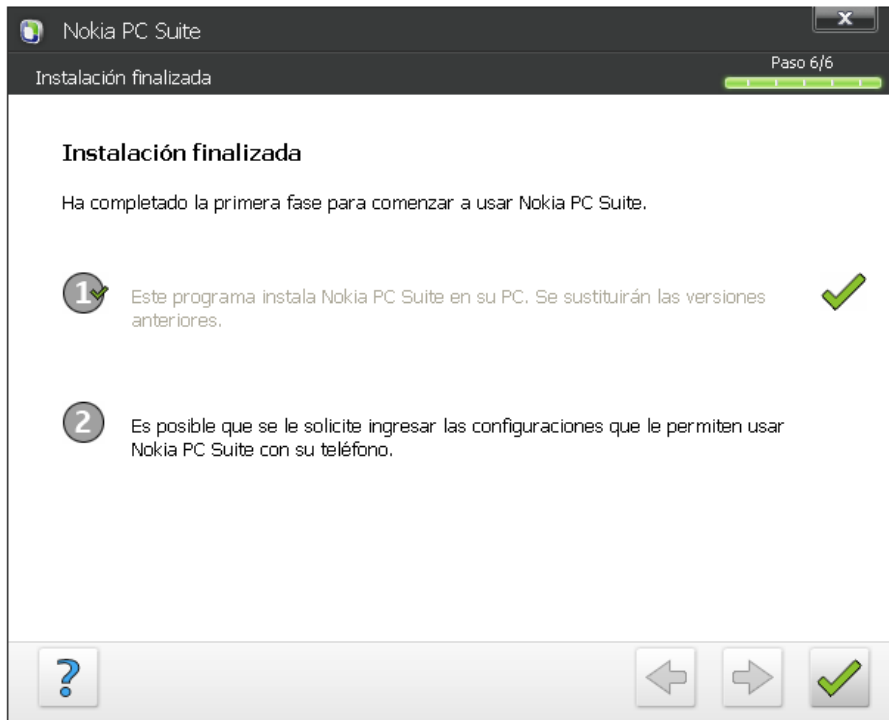 Nokia PC Suite
x
Instalación finalizada
Paso 6/6
Instalación finalizada
Ha completado la primera fase para comenzar a usar Nokia PC Suite.
1
Este programa instala Nokia PC Suite en su PC. Se sustituirán las versiones
anteriores.
2
Es posible que se le solicite ingresar las configuraciones que le permiten usar
Nokia PC Suite con su teléfono.
?